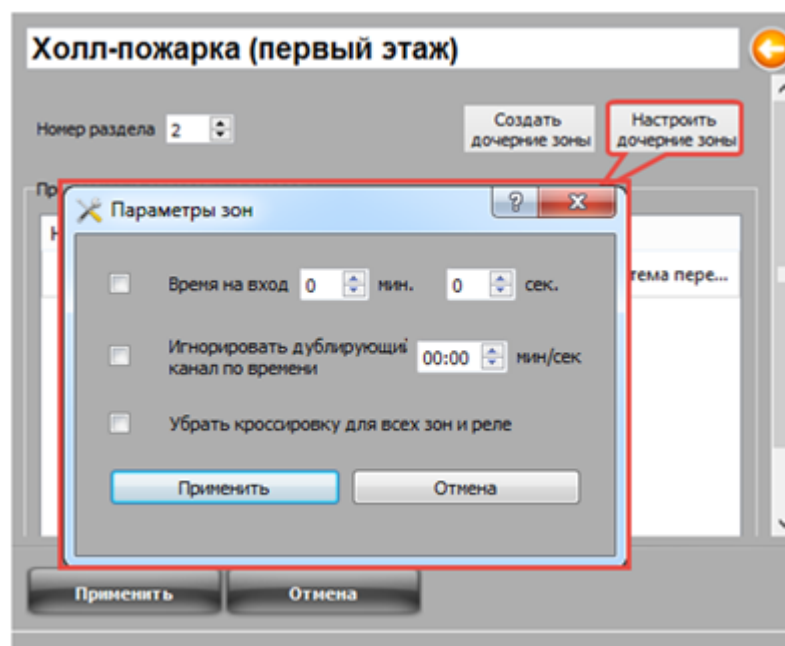 Холл-пожарка (первый этаж)
Номер раздела 2
Создать
дочерние зоны
Настроить
дочерние зоны
Параметры зон
?
тема пере...
Время на вход 0 мин. 0 сек.
Игнорировать дублирующий
канал по времени
00:00 мин/сек
Убрать кроссировку для всех зон и реле
Применить Отмена
Применить Отмена